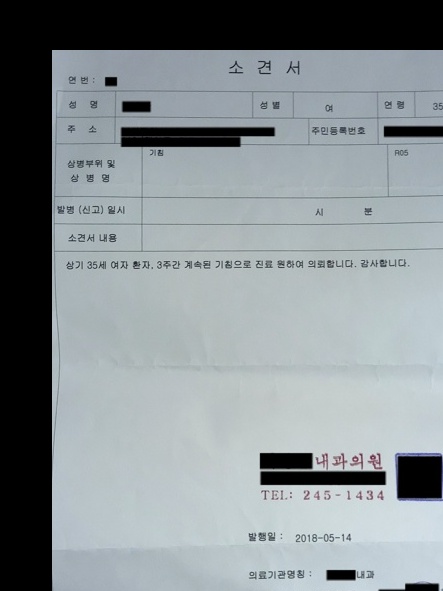 소 견 서
연 번 :
성 명
성 별
여
연 령
35
주 소
주민등록번호
상병부위 및
상 병 명
기침
R05
발병 (신고) 일시
시 분
소견서 내용
상기 35세 여자 환자, 3주간 계속된 기침으로 진료 원하여 의뢰합니다. 감사합니다.
내과의원
TEL: 245-1434
발행일 : 2018-05-14
의료기관명칭 : 내과